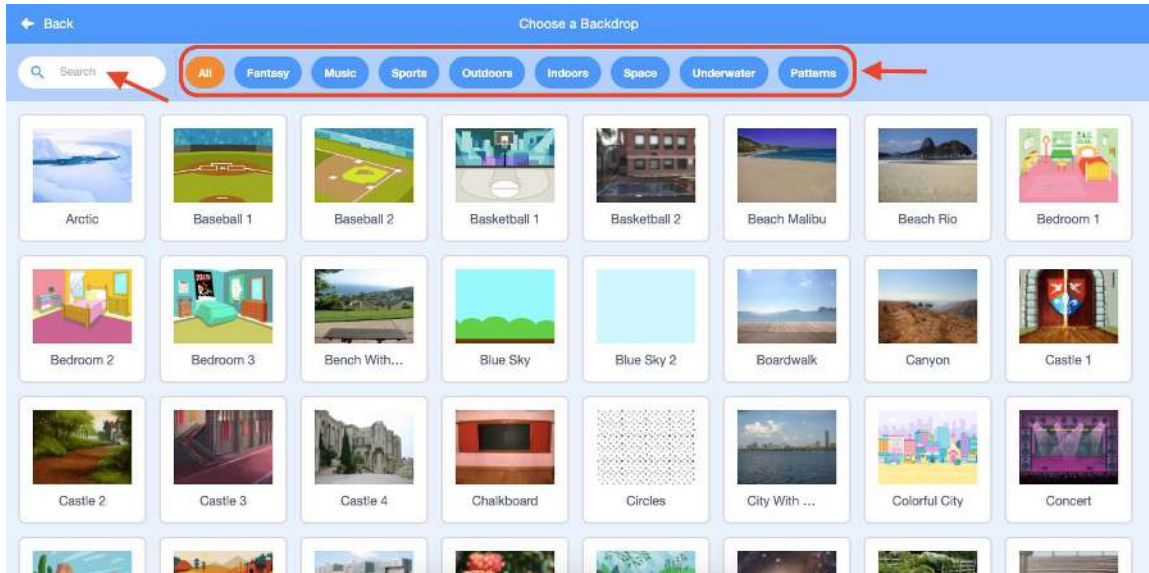 Back Choose a Backdrop
Search All Fantasy Music Sports Outdoors Indoors Space Underwater Patterns
Arctic Baseball 1 Baseball 2 Basketball 1 Basketball 2 Beach Malibu Beach Rio Bedroom 1
Bedroom 2 Bedroom 3 Bench With... Blue Sky Blue Sky 2 Boardwalk Canyon Castle 1
Castle 2 Castle 3 Castle 4 Chalkboard Circles City With ... Colorful City Concert